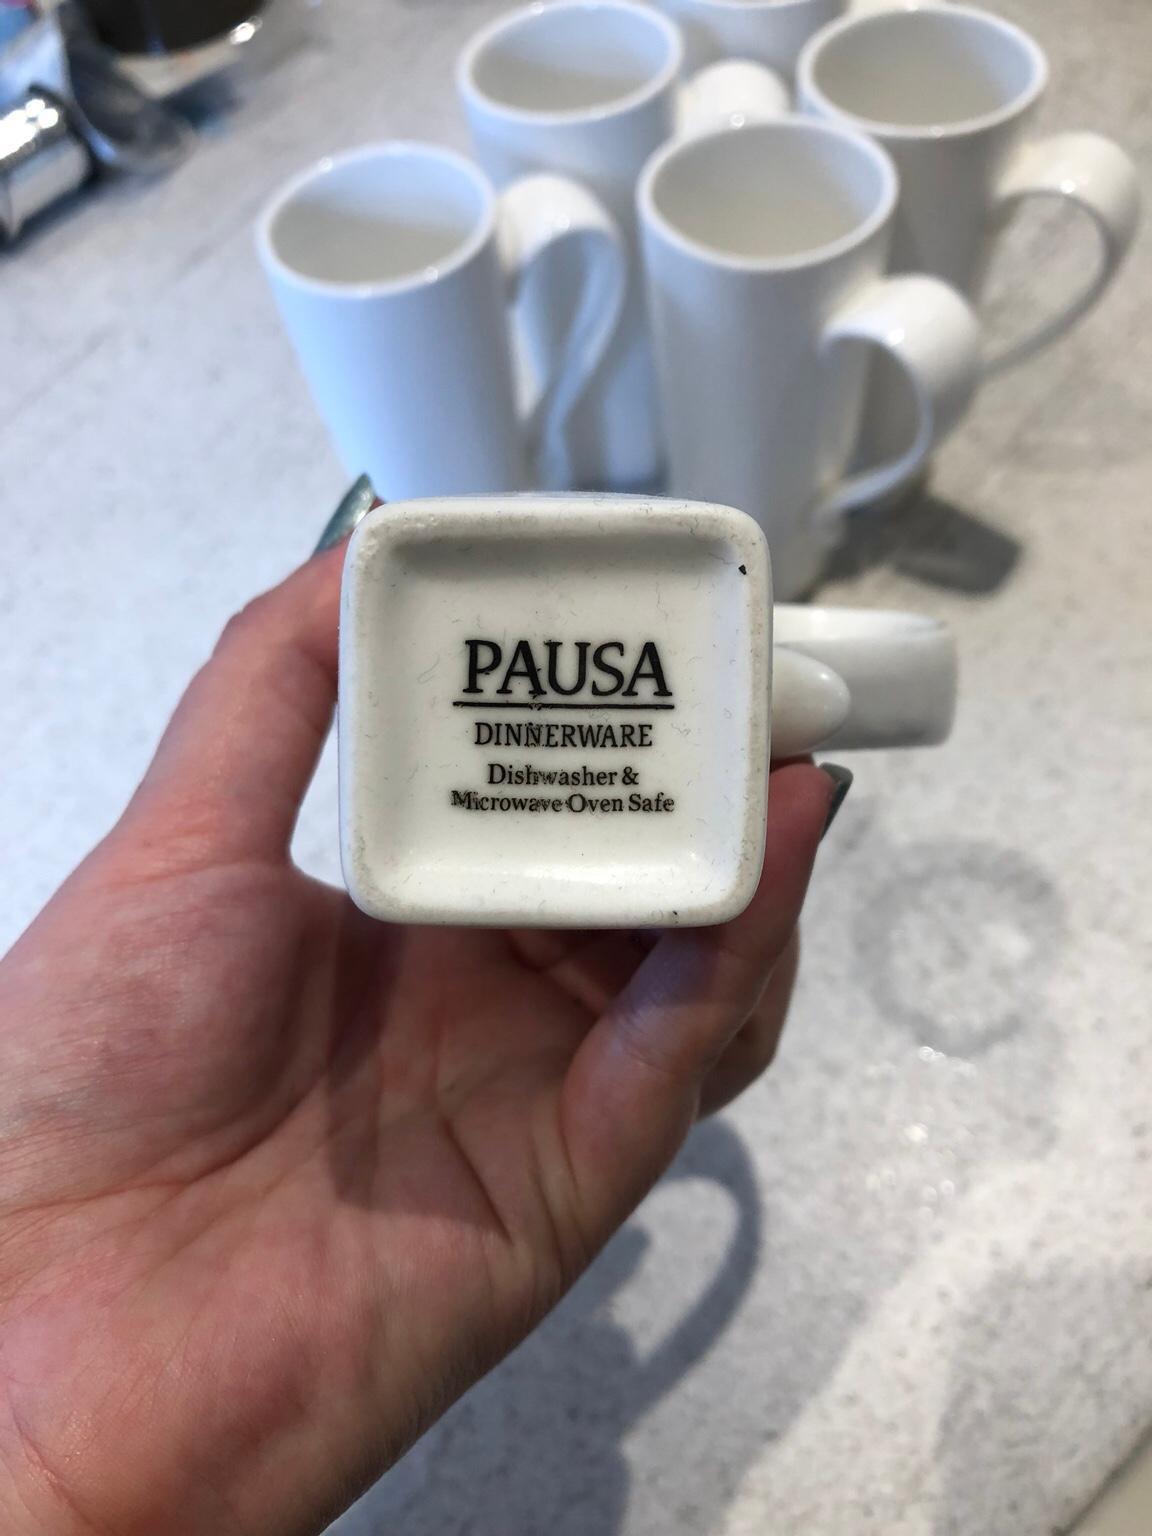 PAUSA
DINNERWARE
Dishwasher &
Microwave Oven Safe